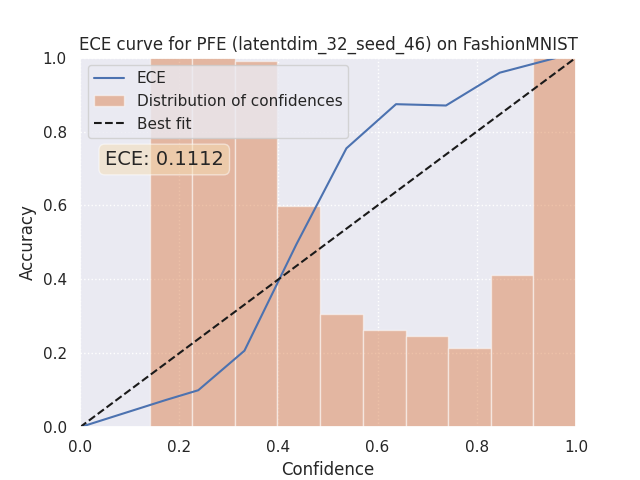 ECE curve for PFE (latentdim_32_seed_46) on FashionMNIST
ECE
Distribution of confidences
Best fit
ECE: 0.1112
1.0
0.8
0.6
0.4
0.2
0.0
Accuracy
0.0 0.2 0.4 0.6 0.8 1.0
Confidence